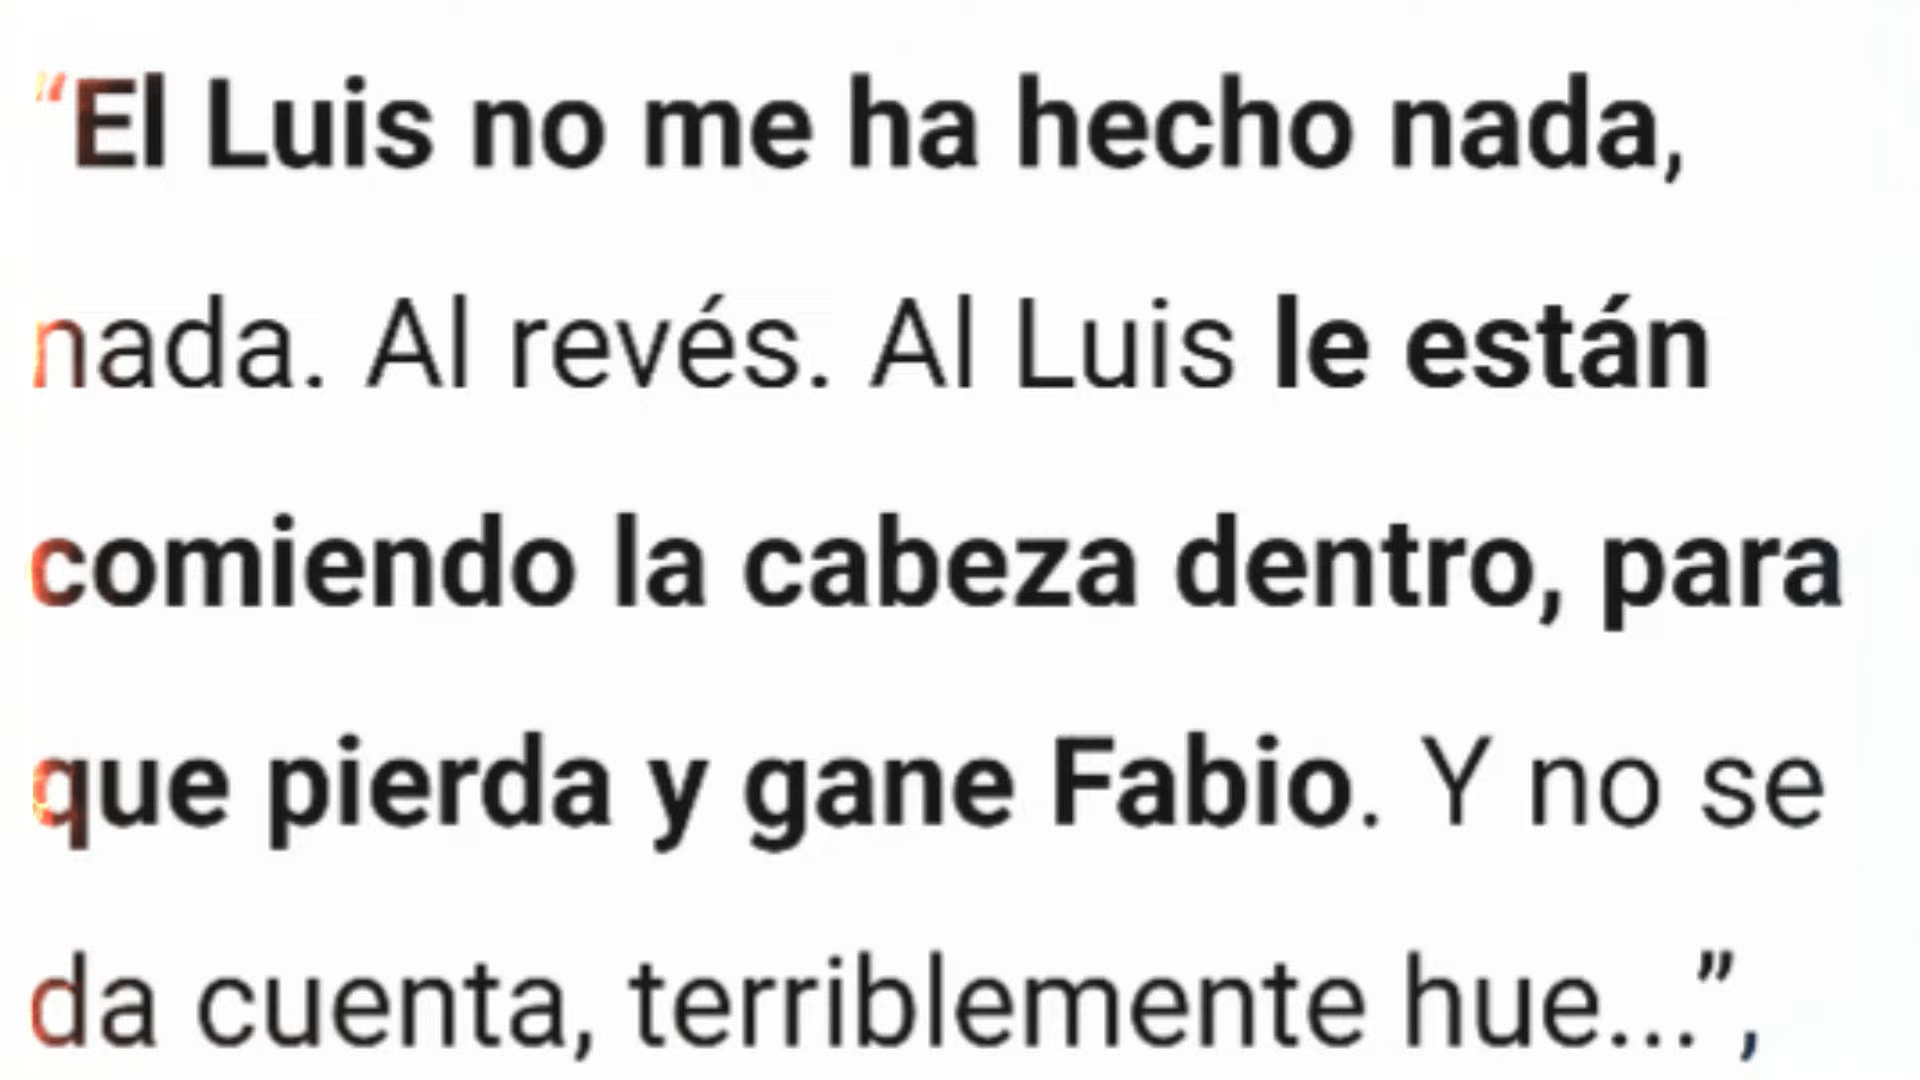 “El Luis no me ha hecho nada,
nada. Al revés. Al Luis le están
comiendo la cabeza dentro, para
que pierda y gane Fabio. Y no se
da cuenta, terriblemente hue...”,